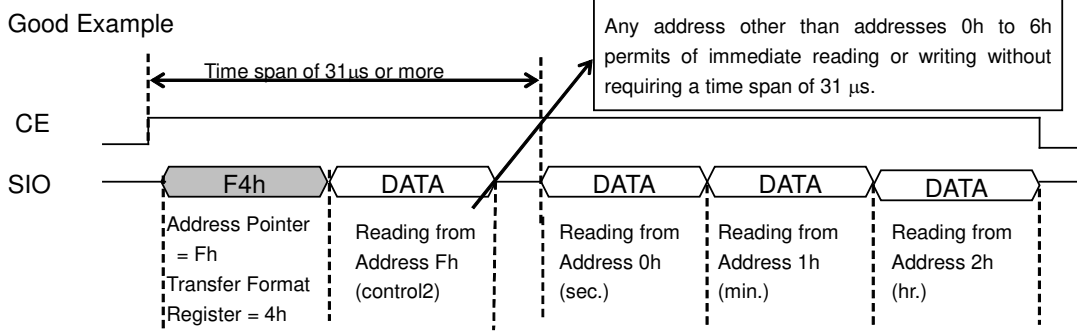 Good Example
Any address other than addresses 0h to 6h
permits of immediate reading or writing without
requiring a time span of 31 μs.
Time span of 31μs or more
CE
SIO
F4h
DATA
DATA
DATA
DATA
Address Pointer
= Fh
Transfer Format
Register = 4h
Reading from
Address Fh
(control2)
Reading from
Address 0h
(sec.)
Reading from
Address 1h
(min.)
Reading from
Address 2h
(hr.)